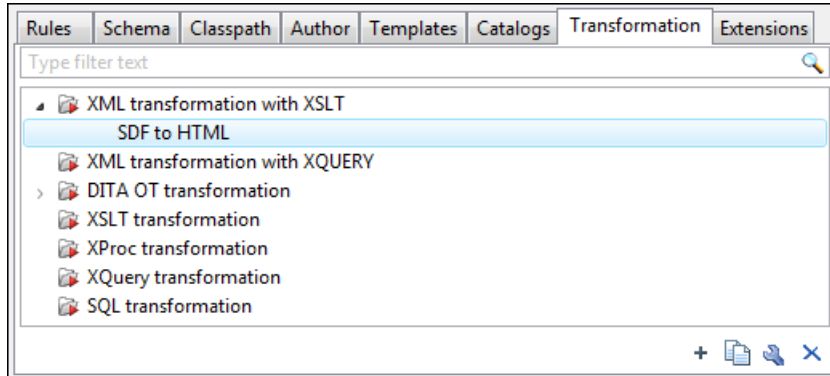 Rules Schema Classpath Author Templates Catalogs Transformation Extensions
Type filter text
XML transformation with XSLT
SDF to HTML
XML transformation with XQUERY
DITA OT transformation
XSLT transformation
XProc transformation
XQuery transformation
SQL transformation